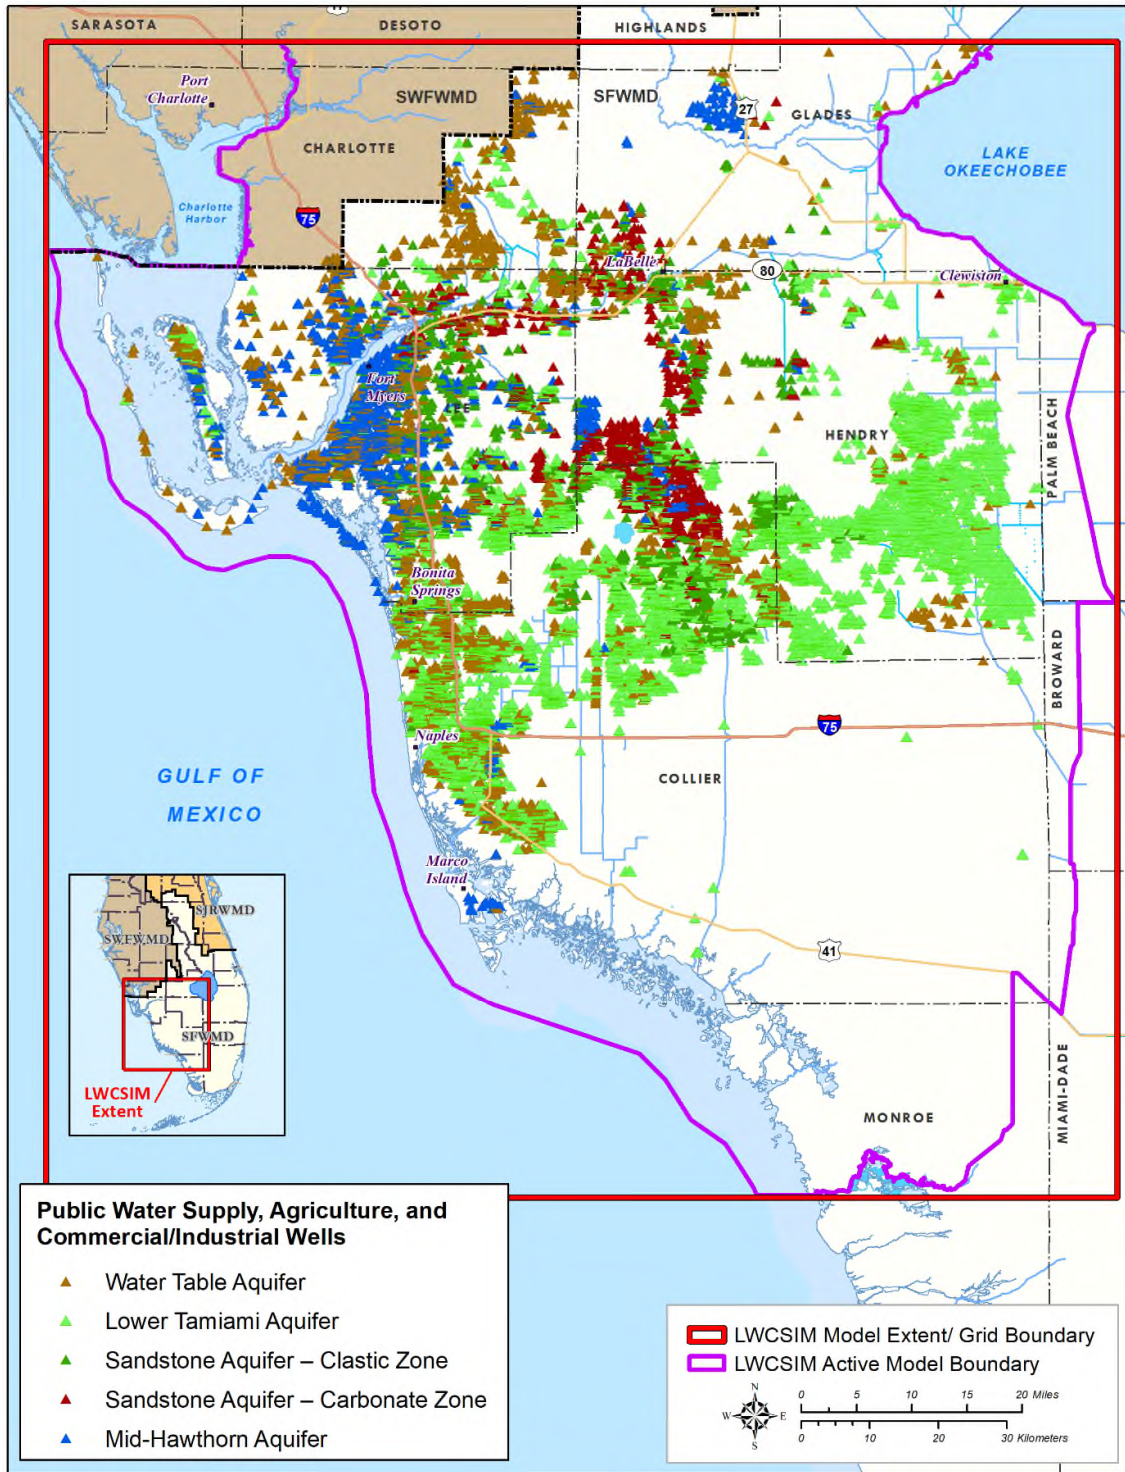 17
SARASOTA
DESOTO
HIGHLANDS
Port
Charlotte
SWFWMD
SFWMD
27
GLADES
CHARLOTTE
LAKE
OKEECHOBEE
Charlotte
Harbor
75
LaBelle
80
Clewiston
Fort
Myers
LEE
HENDRY
PALM BEACH
Bonita
Springs
BROWARD
75
Naples
COLLIER
GULF OF
MEXICO
Marco
Island
41
MIAMI-DADE
MONROE
SJRWMD
SWFWMD
SFWMD
LWCSIM
Extent
Public Water Supply, Agriculture, and
Commercial/Industrial Wells
Water Table Aquifer
Lower Tamiami Aquifer
Sandstone Aquifer – Clastic Zone
Sandstone Aquifer – Carbonate Zone
Mid-Hawthorn Aquifer
LWCSIM Model Extent/ Grid Boundary
LWCSIM Active Model Boundary
N
W E
S
0 5 10 15 20 Miles
0 10 20 30 Kilometers